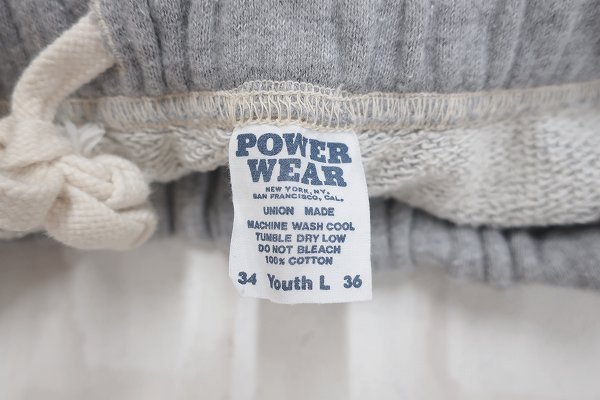 POWER
WEAR
NEW YORK, NY.
SAN FRANCISCO, CAL.
UNION MADE
MACHINE WASH COOL
TUMBLE DRY LOW
DO NOT BLEACH
100% COTTON
34 Youth L 36